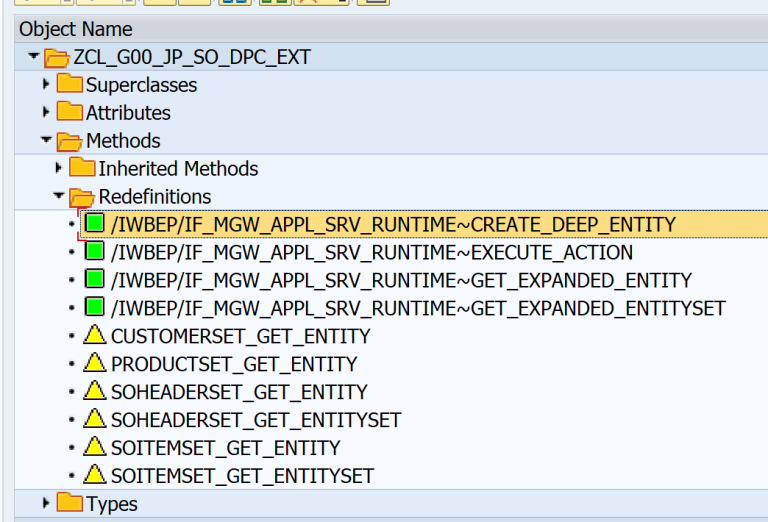 Object Name
ZCL_G00_JP_SO_DPC_EXT
Superclasses
Attributes
Methods
Inherited Methods
Redefinitions
/IWBEP/IF_MGW_APPL_SRV_RUNTIME~CREATE_DEEP_ENTITY
/IWBEP/IF_MGW_APPL_SRV_RUNTIME~EXECUTE_ACTION
/IWBEP/IF_MGW_APPL_SRV_RUNTIME~GET_EXPANDED_ENTITY
/IWBEP/IF_MGW_APPL_SRV_RUNTIME~GET_EXPANDED_ENTITYSET
CUSTOMERSET_GET_ENTITY
PRODUCTSET_GET_ENTITY
SOHEADERSET_GET_ENTITY
SOHEADERSET_GET_ENTITYSET
SOITEMSET_GET_ENTITY
SOITEMSET_GET_ENTITYSET
Types